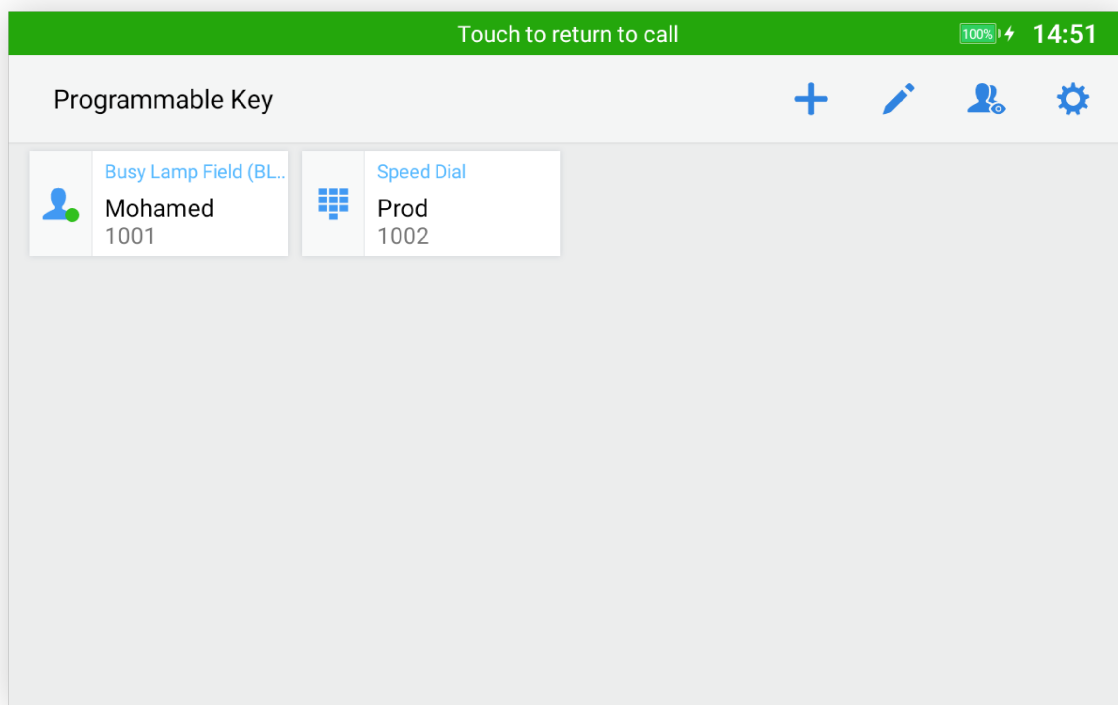 Touch to return to call
100%
14:51
Programmable Key
Busy Lamp Field (BL..
Mohamed
1001
Speed Dial
Prod
1002